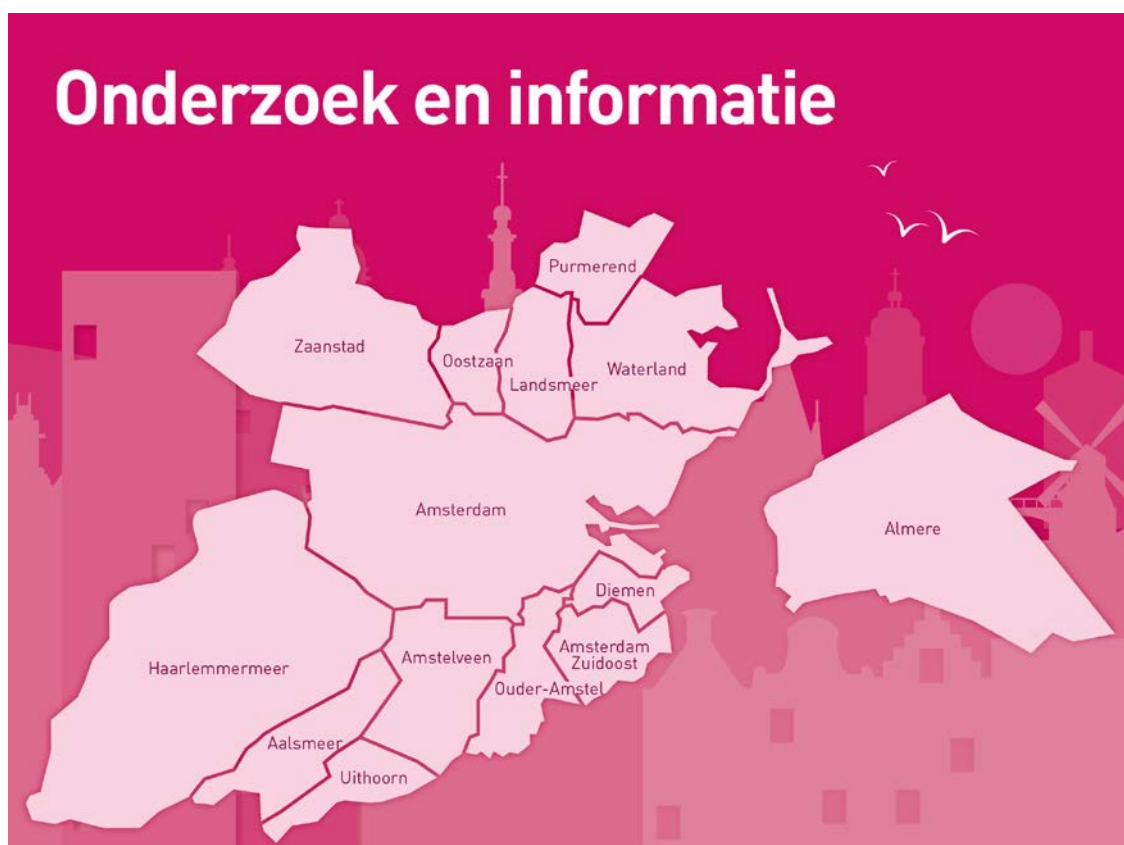 Onderzoek en informatie
Purmerend
Zaanstad
Oostzaan
Landsmeer
Waterland
Amsterdam
Almere
Diemen
Haarlemmermeer
Amstelveen
Amsterdam
Zuidoost
Ouder-Amstel
Aalsmeer
Uithoorn